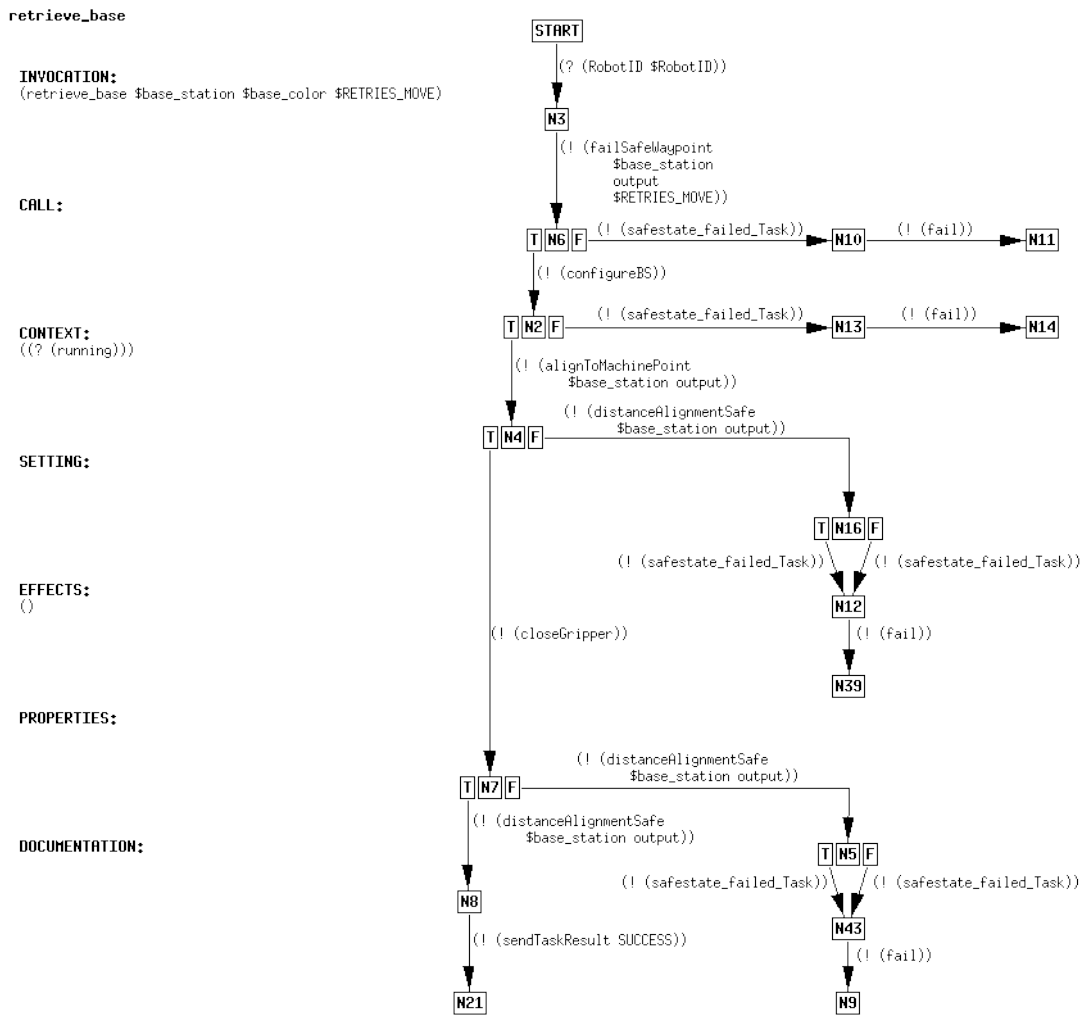 retrieve_base
START
(? (RobotID $RobotID))
INVOCATION:
(retrieve_base $base_station $base_color $RETRIES_MOVE)
N3
(! (failSafeWaypoint
$base_station
output
$RETRIES_MOVE))
CALL:
T N6 F
(! (safestate_failed_Task))
N10
(! (fail))
N11
(! (configureBS))
CONTEXT:
((? (running)))
T N2 F
(! (safestate_failed_Task))
N13
(! (fail))
N14
(! (alignToMachinePoint
$base_station output))
T N4 F
(! (distanceAlignmentSafe
$base_station output))
SETTING:
T N16 F
(! (safestate_failed_Task))
(! (safestate_failed_Task))
EFFECTS:
()
N12
(! (closeGripper))
(! (fail))
N39
PROPERTIES:
T N7 F
(! (distanceAlignmentSafe
$base_station output))
(! (distanceAlignmentSafe
$base_station output))
DOCUMENTATION:
T N5 F
(! (safestate_failed_Task))
(! (safestate_failed_Task))
N8
N43
(! (sendTaskResult SUCCESS))
(! (fail))
N21
N9